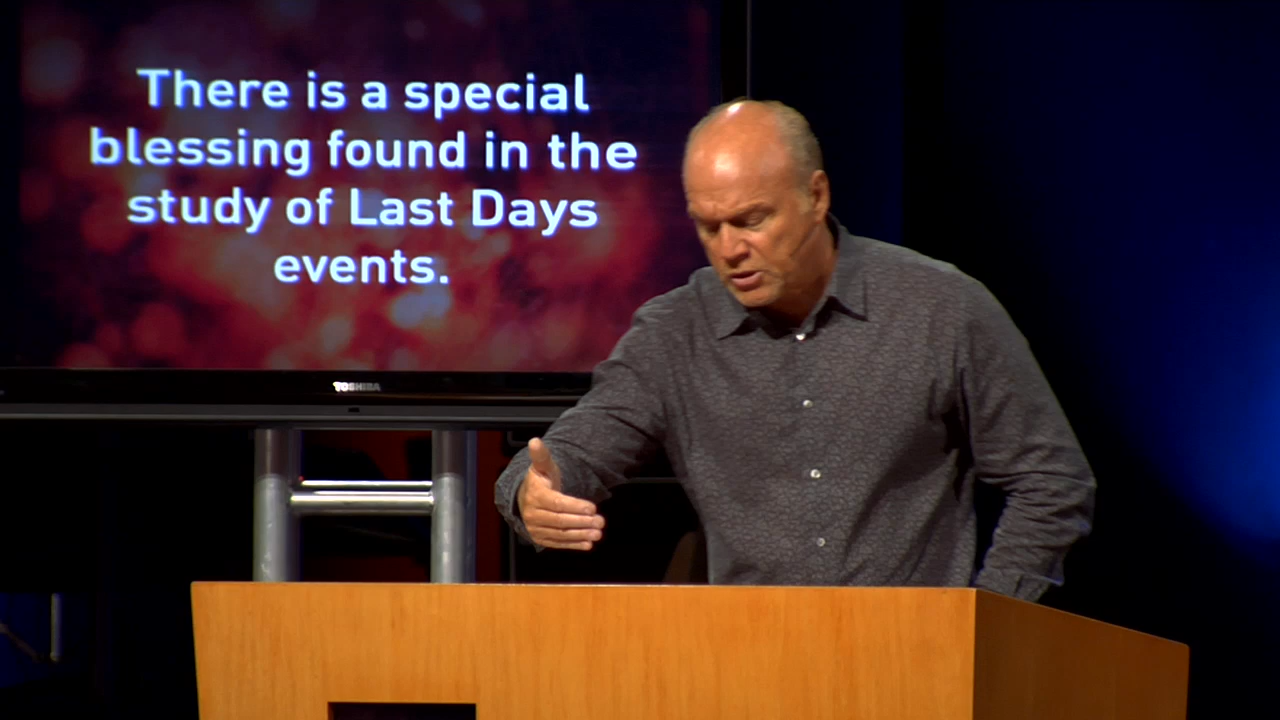 There is a special
blessing found in the
study of Last Days
events.
TOSHIBA